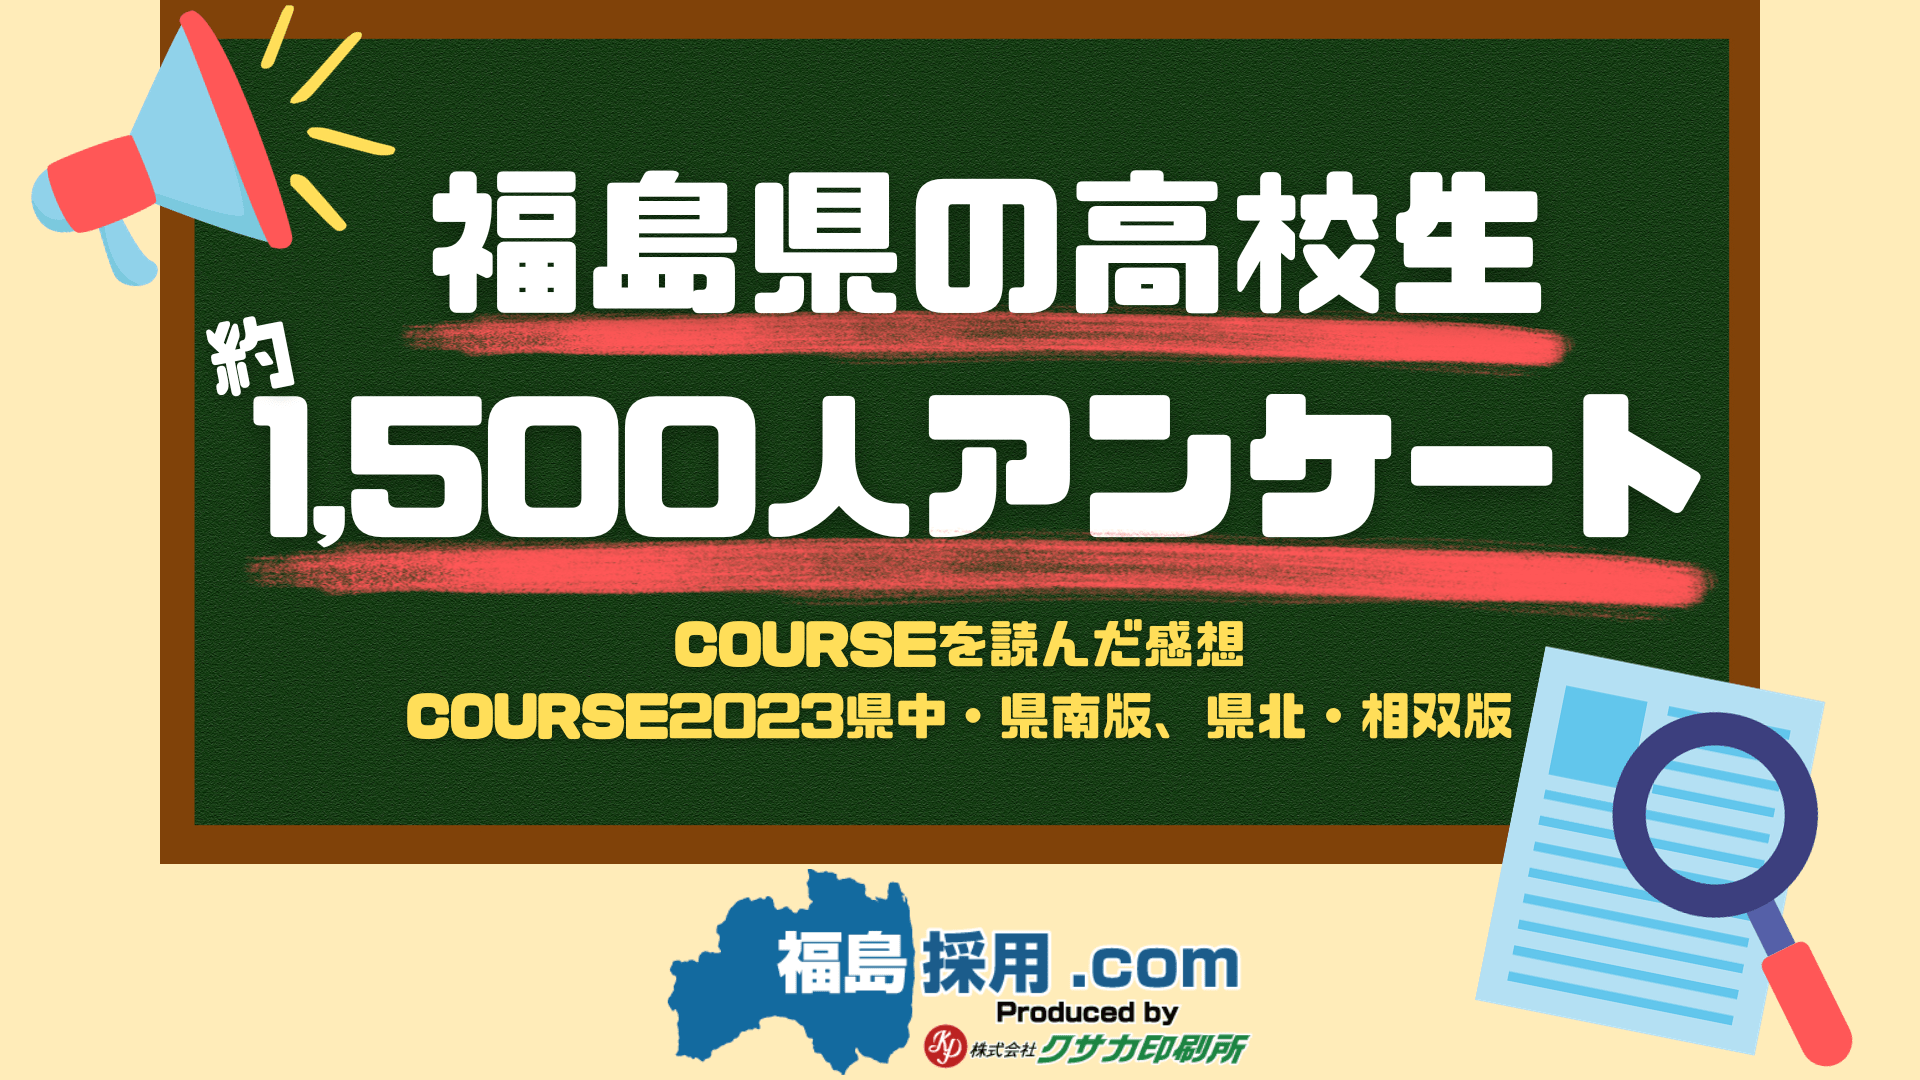 福島県の高校生
約
1,500人アンケート
COURSEを読んだ感想
COURSE2023県中・県南版、県北・相双版
福島採用.com
Produced by
KP 株式会社クサカ印刷所